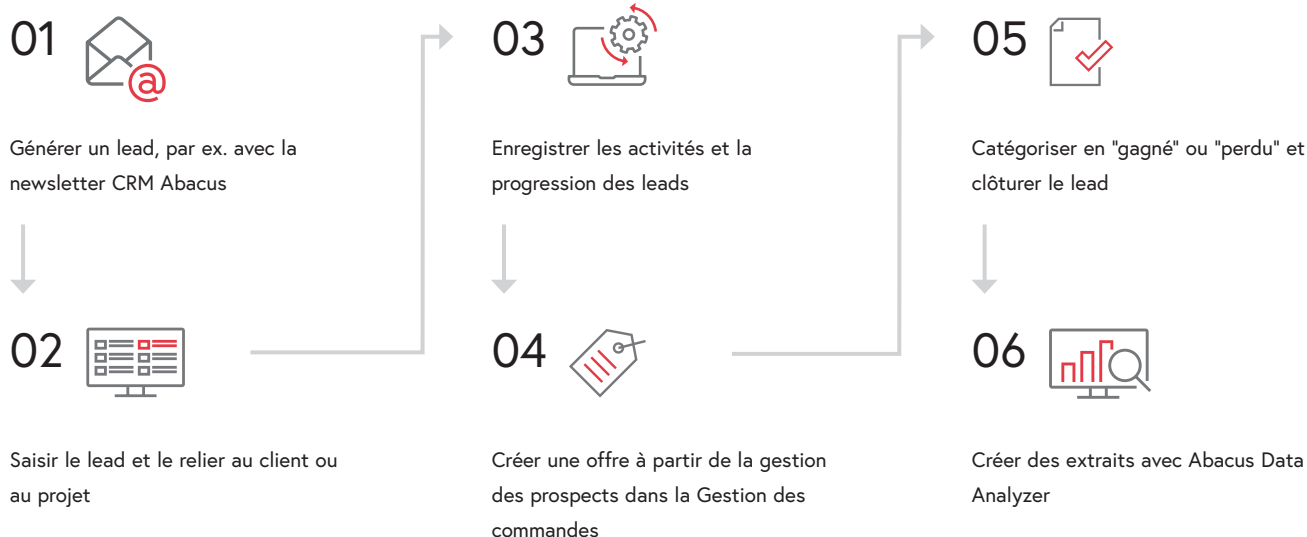 01
Générer un lead, par ex. avec la
newsletter CRM Abacus
02
Saisir le lead et le relier au client ou
au projet
03
Enregistrer les activités et la
progression des leads
04
Créer une offre à partir de la gestion
des prospects dans la Gestion des
commandes
05
Catégoriser en "gagné" ou "perdu" et
clôturer le lead
06
Créer des extraits avec Abacus Data
Analyzer